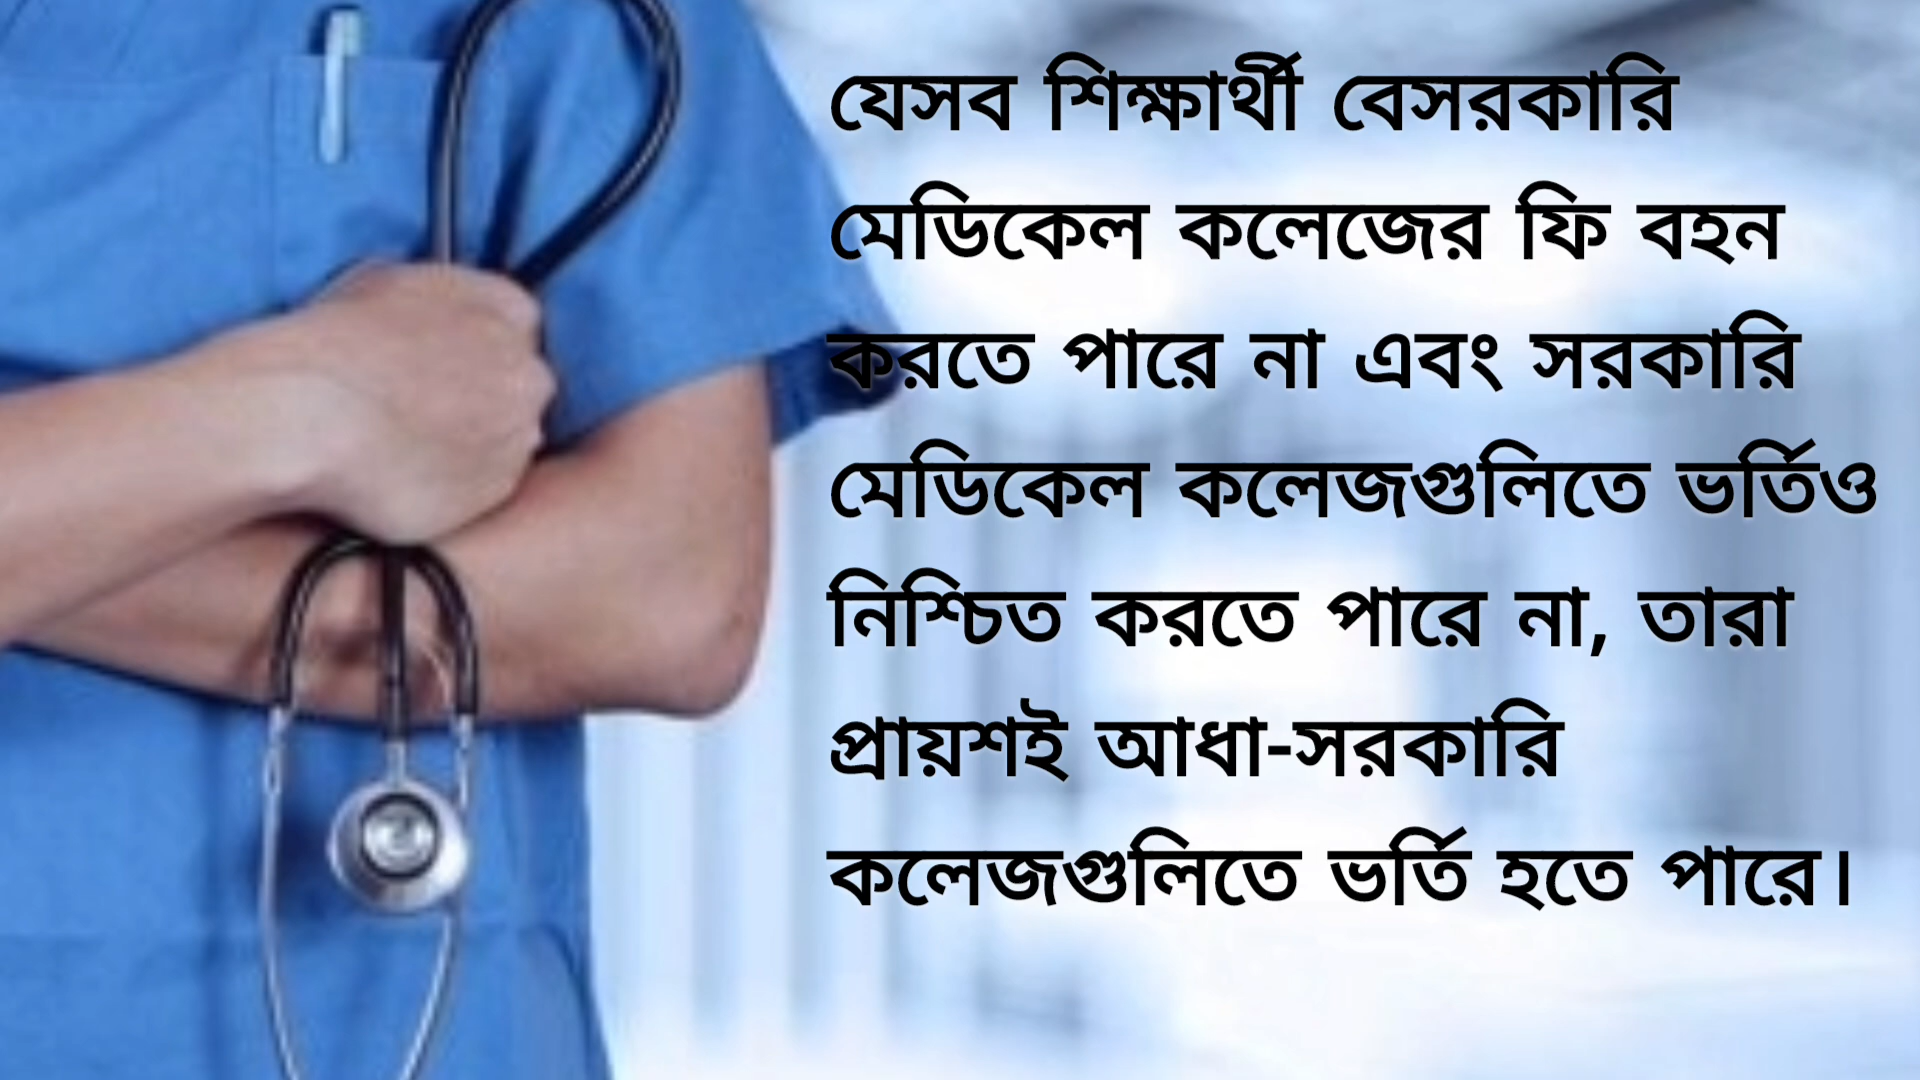 যেসব শিক্ষার্থী বেসরকারি
মেডিকেল কলেজের ফি বহন
করতে পারে না এবং সরকারি
মেডিকেল কলেজগুলিতে ভর্তিও
নিশ্চিত করতে পারে না, তারা
প্রায়শই আধা-সরকারি
কলেজগুলিতে ভর্তি হতে পারে।